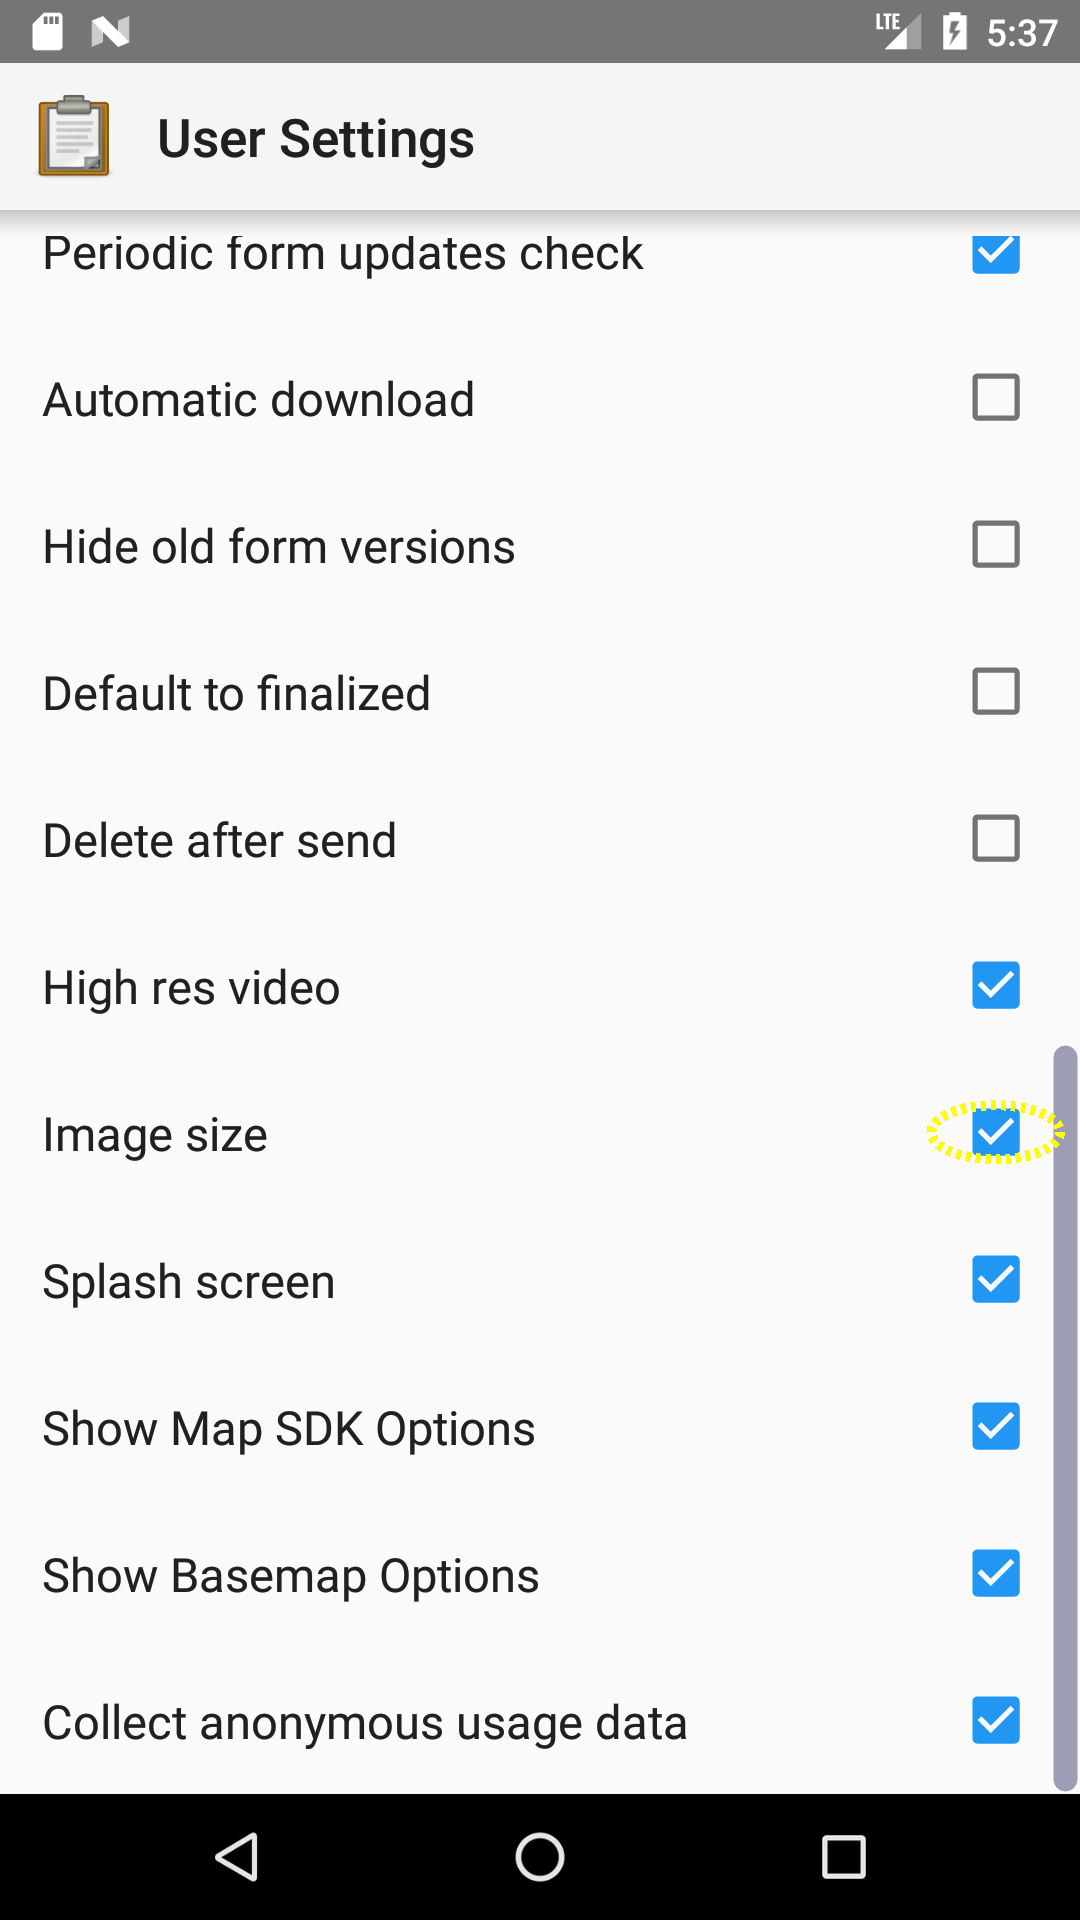 LTE 5:37
User Settings
Periodic form updates check
Automatic download
Hide old form versions
Default to finalized
Delete after send
High res video
Image size
Splash screen
Show Map SDK Options
Show Basemap Options
Collect anonymous usage data